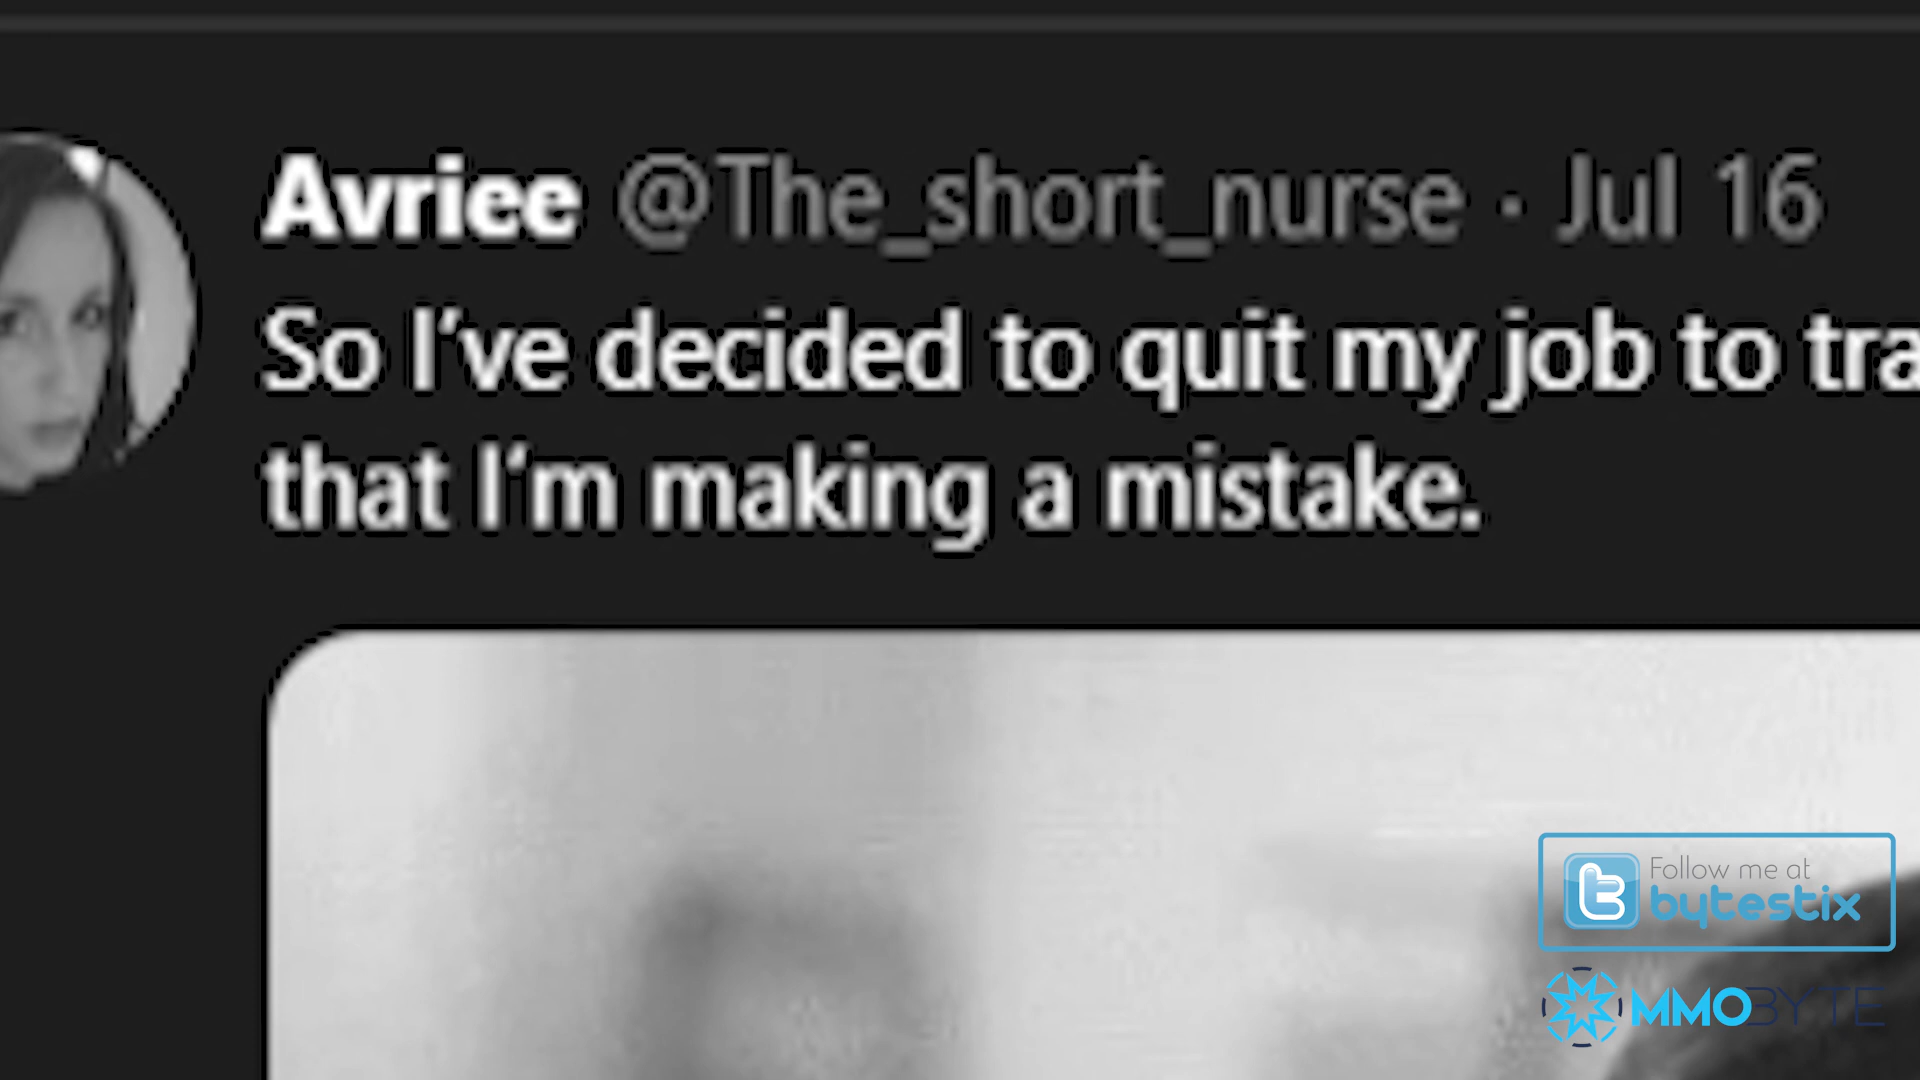 Avriee @The_short_nurse · Jul 16
So I've decided to quit my job to
that I'm making a mistake.
Follow me at
bytestix
MMOBYTE